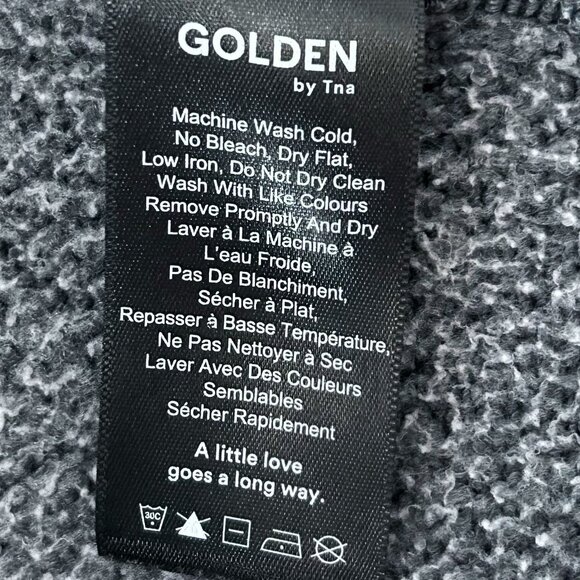 GOLDEN
by Tna
Machine Wash Cold,
No Bleach, Dry Flat,
Low Iron, Do Not Dry Clean
Wash With Like Colours
Remove Promptly And Dry
Laver à La Machine à
L'eau Froide,
Pas De Blanchiment,
Sécher à Plat,
Repasser à Basse Température,
Ne Pas Nettoyer à Sec
Laver Avec Des Couleurs
Semblables
Sécher Rapidement
A little love
goes a long way.
30C